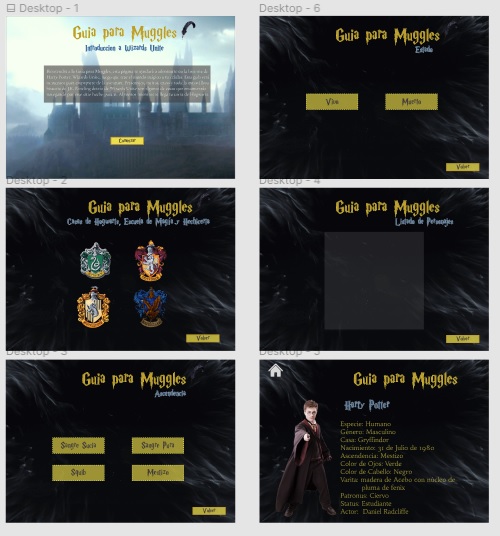 Desktop - 1
Guia para Muggles
Introduccion a Wizards Unite
Comenzar
Desktop - 6
Guia para Muggles
Estado
Vivo
Muerto
Volver
Desktop - 2
Guia para Muggles
Casas de Hogwarts, Escuela de Magia y Hechiceria
Volver
Desktop - 4
Guia para Muggles
Listado de Personajes
Volver
Desktop - 3
Guia para Muggles
Ascendencia
Sangre Sucia
Sangre Pura
Squib
Mestizo
Volver
Desktop - 5
Guia para Muggles
Harry Potter
Especie: Humano
Género: Masculino
Casa: Gryffindor
Nacimiento: 31 de Julio de 1980
Ascendencia: Mestizo
Color de Ojos: Verde
Color de Cabello: Negro
Varita: madera de Acebo con núcleo de
pluma de fenix
Patronus: Ciervo
Status: Estudiante
Actor: Daniel Radcliffe